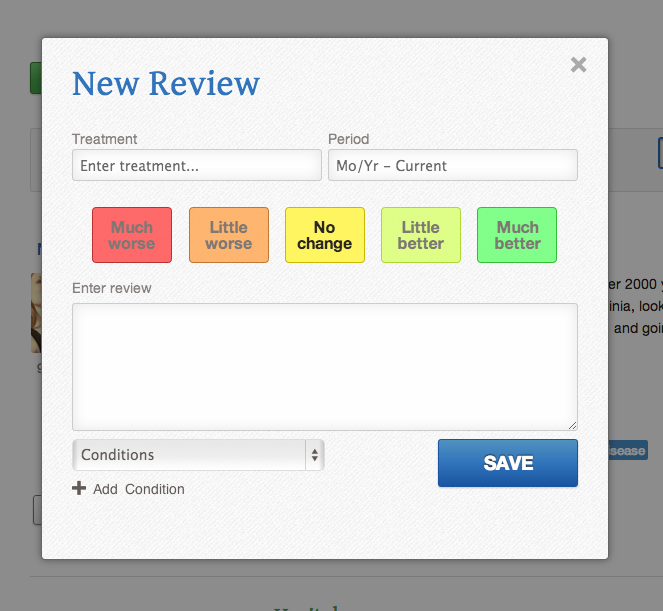 New Review
×
Treatment
Period
Enter treatment...
Mo/Yr – Current
Much worse
Little worse
No change
Little better
Much better
Enter review
Conditions
SAVE
+ Add Condition
er 2000
inia, look
and goi
sease